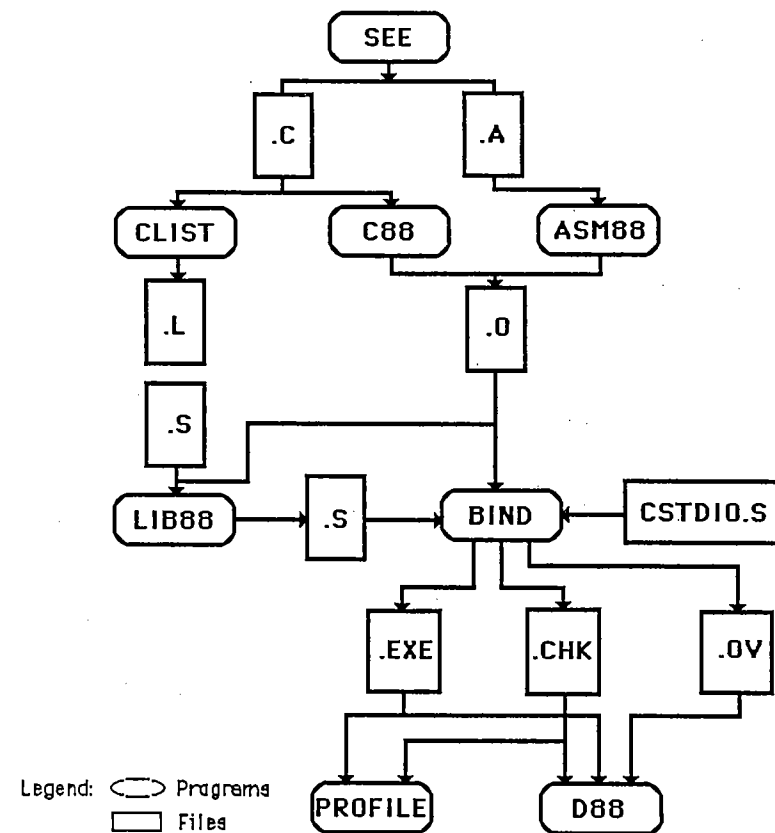 SEE
.C
.A
CLIST
C88
ASM88
.L
.O
.S
LIB88
.S
BIND
CSTDIO.S
.EXE
.CHK
.OV
PROFILE
D88
Legend:
Programs
Files